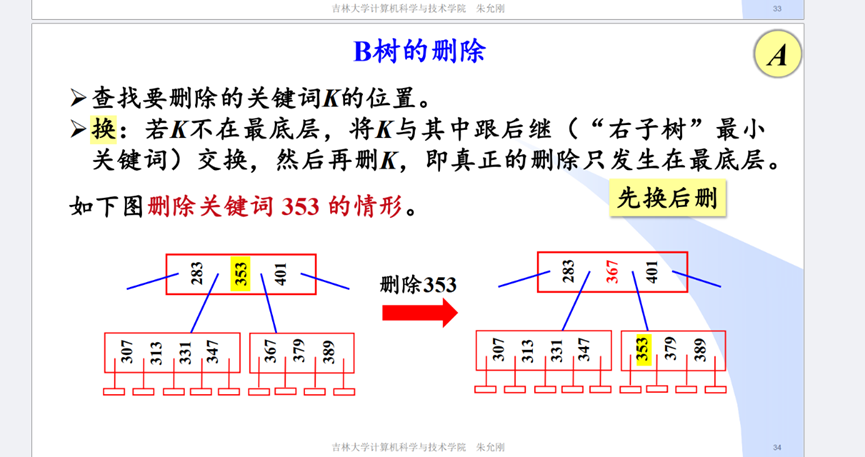 吉林大学计算机科学与技术学院 朱允刚
33
B树的删除
A
➢查找要删除的关键词K的位置。
➢换：若K不在最底层，将K与其中跟后继（“右子树”最小
关键词）交换，然后再删K，即真正的删除只发生在最底层。
如下图删除关键词 353 的情形。
先换后删
283 353 401
删除353
283 367 401
307 313 331 347
367 379 389
307 313 331 347
353 379 389
吉林大学计算机科学与技术学院 朱允刚
34